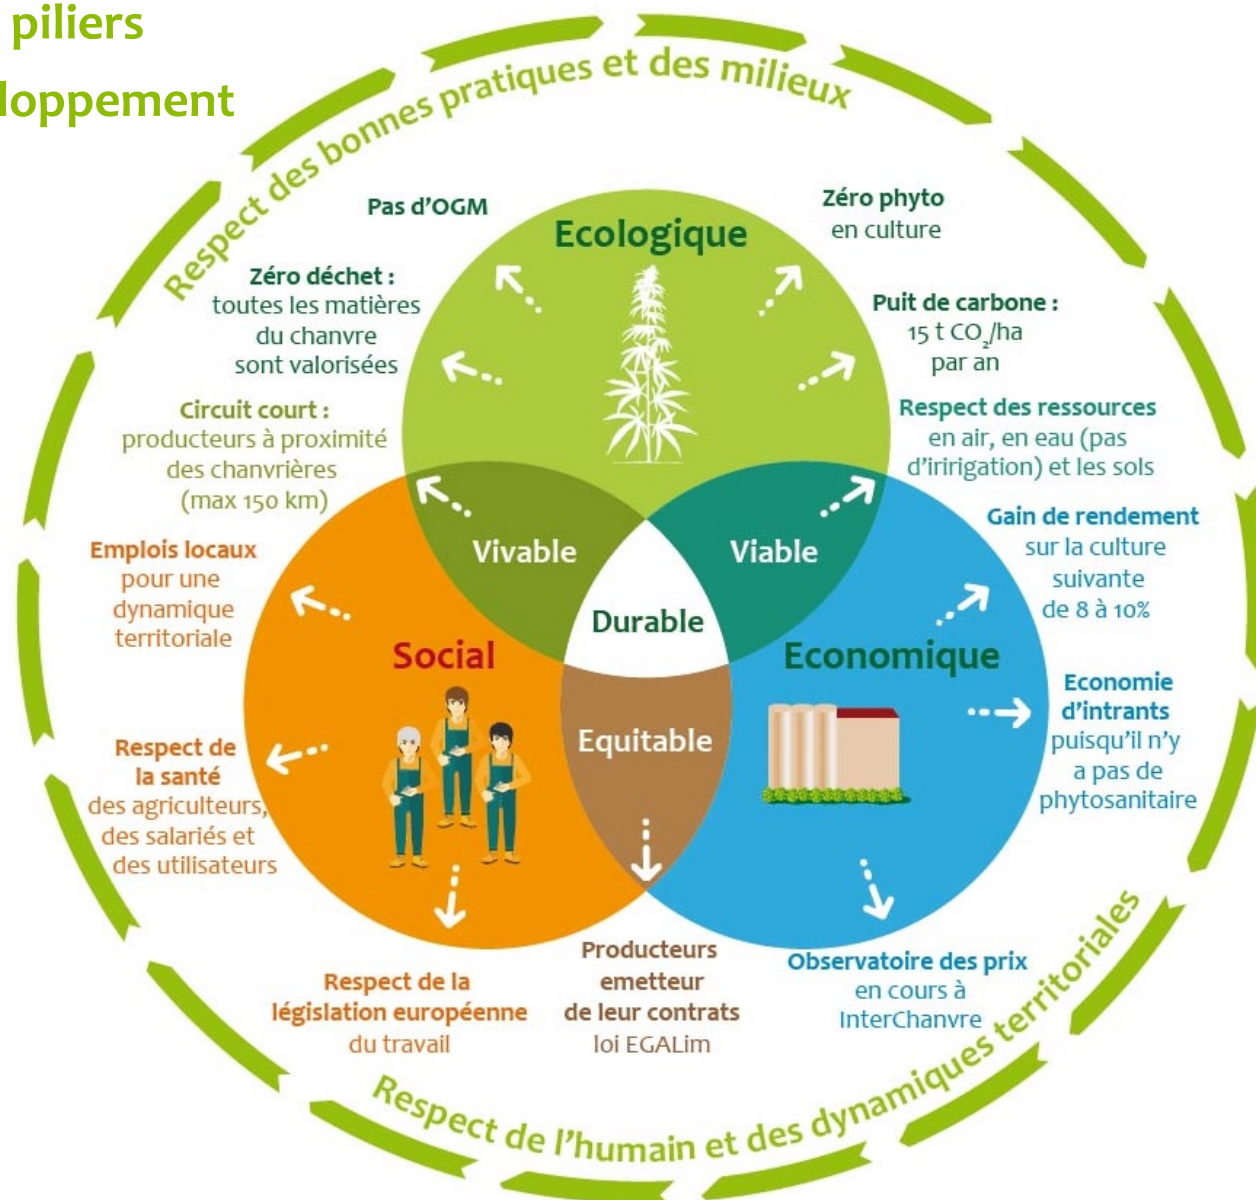 piliers
loppement
Respect des bonnes pratiques et des milieux
Pas d'OGM
Zéro déchet :
toutes les matières
du chanvre
sont valorisées
Circuit court :
producteurs à proximité
des chanvrières
(max 150 km)
Emplois locaux
pour une
dynamique
territoriale
Respect de
la santé
des agriculteurs,
des salariés et
des utilisateurs
Respect de la
législation européenne
du travail
Ecologique
Vivable
Viable
Durable
Social
Economique
Equitable
Producteurs
emetteur
de leur contrats
loi EGALim
Zéro phyto
en culture
Puit de carbone :
15 t CO₂/ha
par an
Respect des ressources
en air, en eau (pas
d'iririgation) et les sols
Gain de rendement
sur la culture
suivante
de 8 à 10%
Economie
d'intrants
puisqu'il n'y
a pas de
phytosanitaire
Observatoire des prix
en cours à
InterChanvre
Respect de l'humain et des dynamiques territoriales